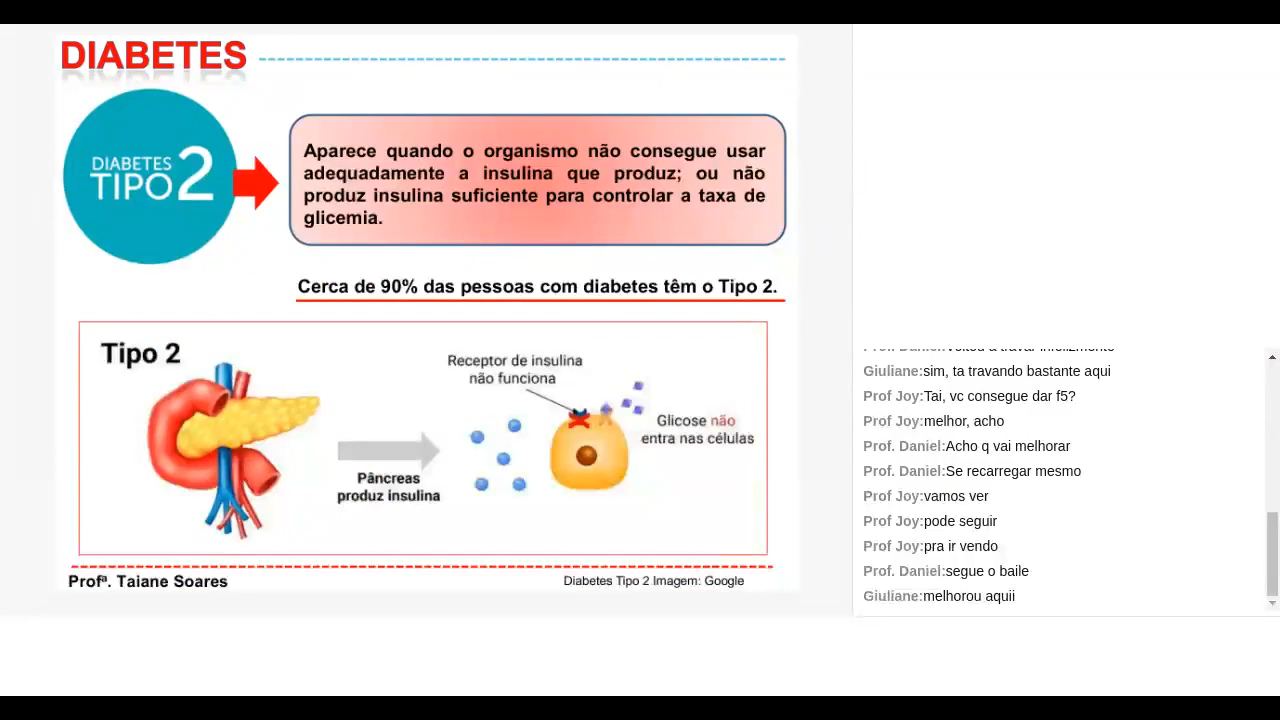 DIABETES
DIABETES
TIPO 2
Aparece quando o organismo não consegue usar
adequadamente a insulina que produz; ou não
produz insulina suficiente para controlar a taxa de
glicemia.
Cerca de 90% das pessoas com diabetes têm o Tipo 2.
Tipo 2
Receptor de insulina
não funciona
Glicose não
entra nas células
Pâncreas
produz insulina
Profª. Taiane Soares
Diabetes Tipo 2 Imagem: Google
Giuliane:sim, ta travando bastante aqui
Prof Joy:Tai, vc consegue dar f5?
Prof Joy:melhor, acho
Prof. Daniel:Acho q vai melhorar
Prof. Daniel:Se recarregar mesmo
Prof Joy:vamos ver
Prof Joy:pode seguir
Prof Joy:pra ir vendo
Prof. Daniel:segue o baile
Giuliane:melhorou aquii